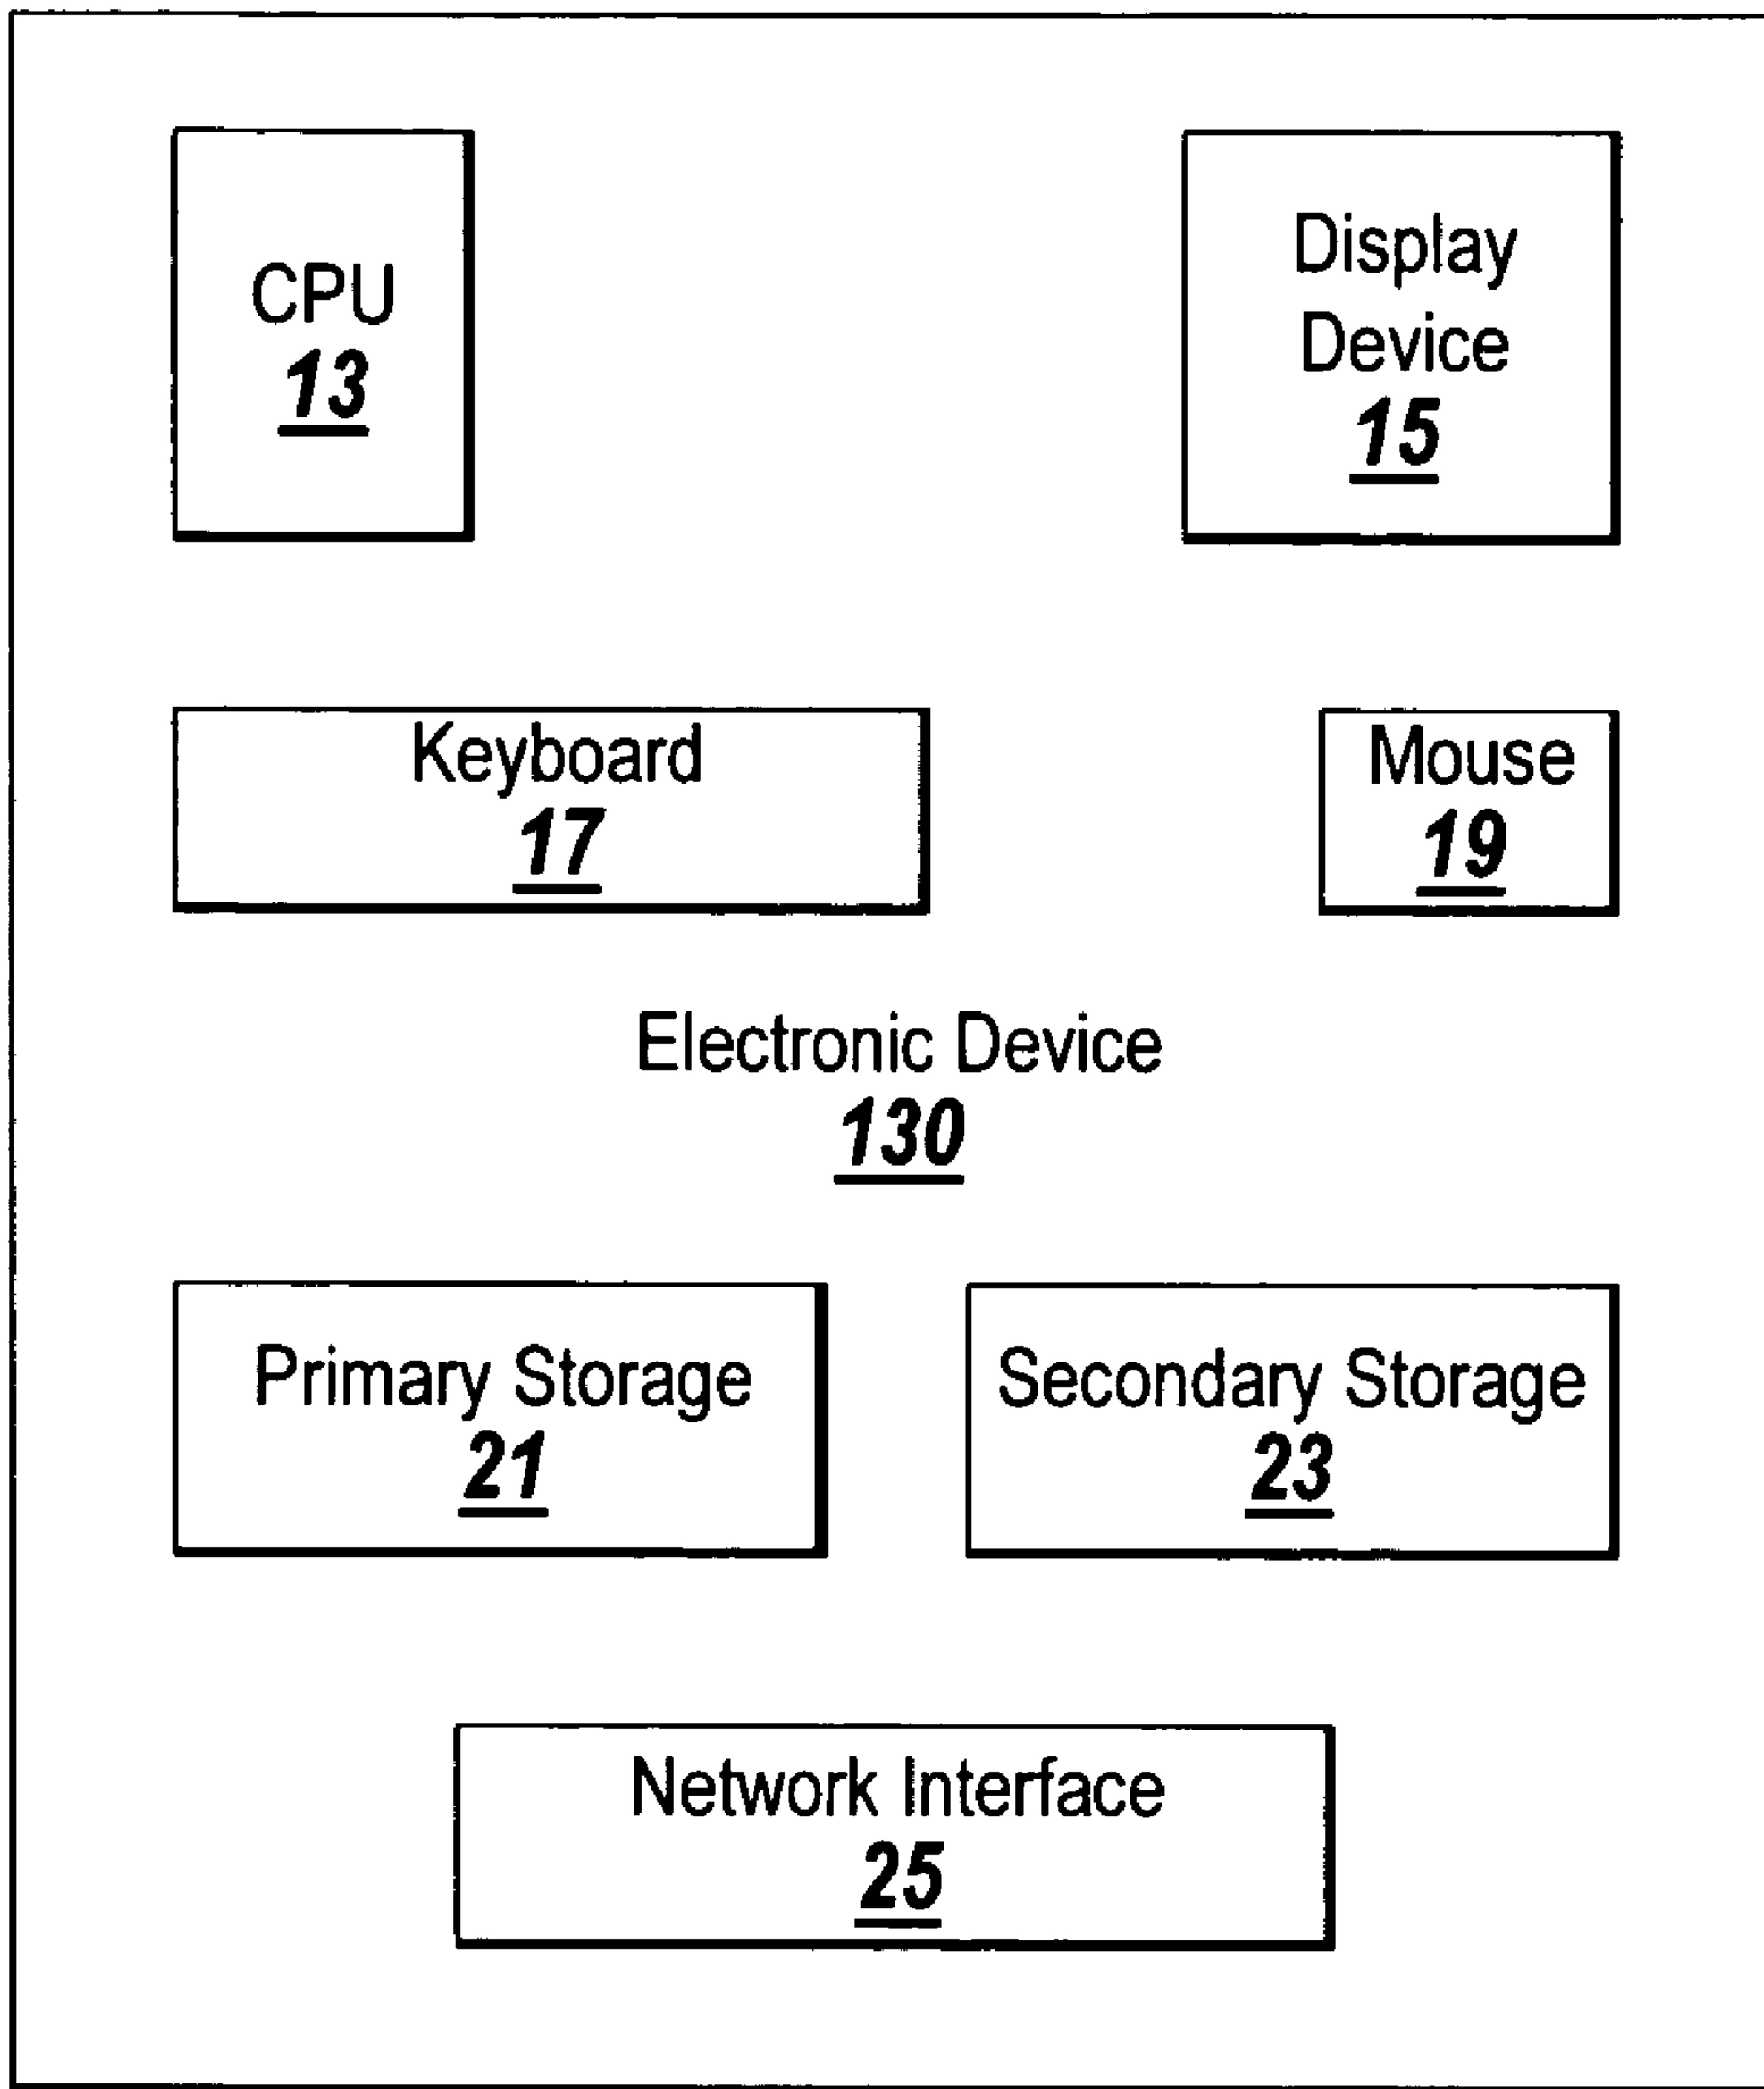 CPU
13
Display
Device
15
Keyboard
17
Mouse
19
Electronic Device
130
Primary Storage
21
Secondary Storage
23
Network Interface
25